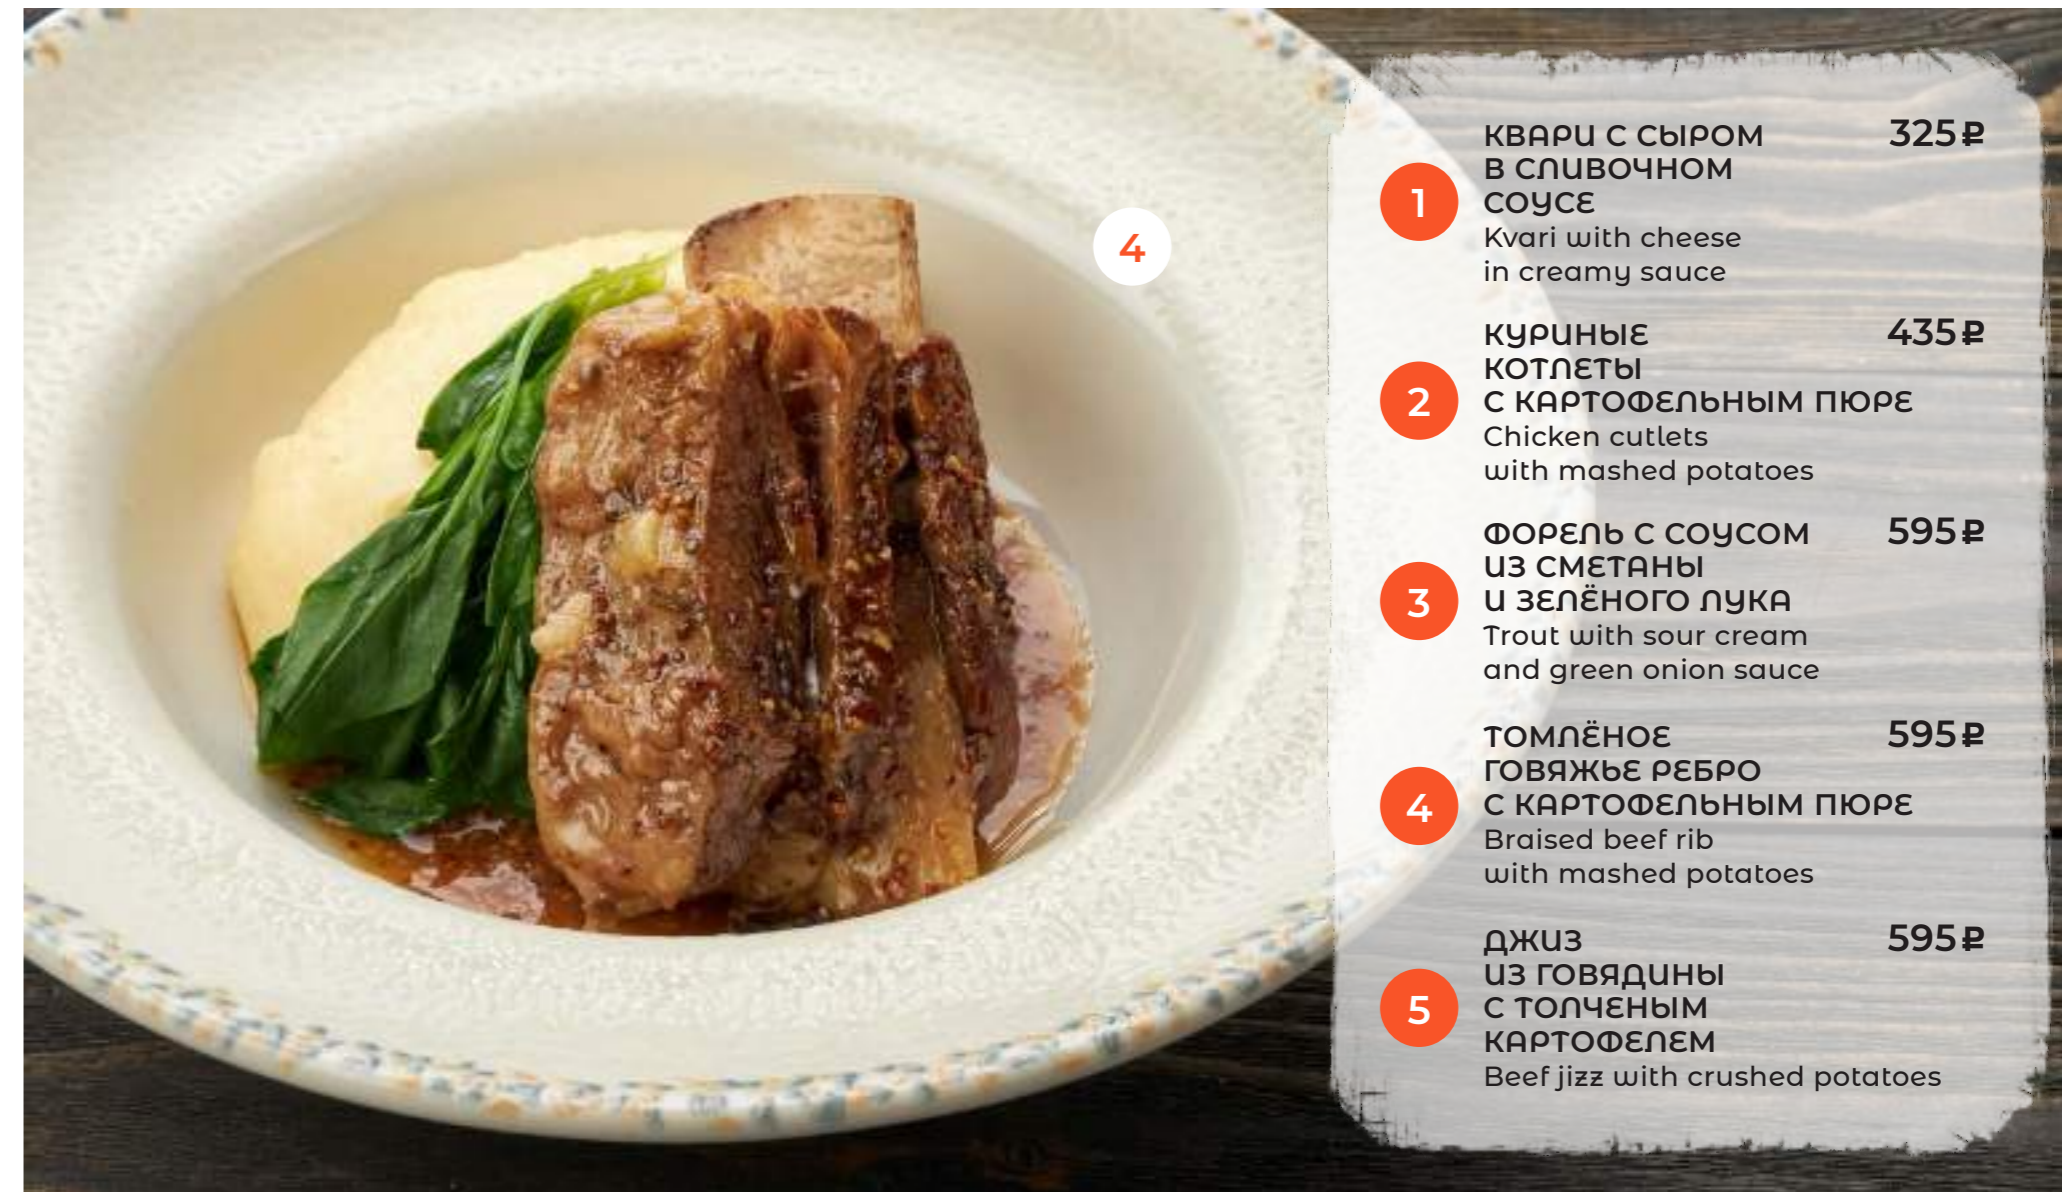 4
КВАРИ С СЫРОМ 325 ₽
В СЛИВОЧНОМ
1
СОУСЕ
Kvari with cheese
in creamy sauce
КУРИНЫЕ 435 ₽
КОТЛЕТЫ
2
С КАРТОФЕЛЬНЫМ ПЮРЕ
Chicken cutlets
with mashed potatoes
ФОРЕЛЬ С СОУСОМ 595 ₽
ИЗ СМЕТАНЫ
3
И ЗЕЛЁНОГО ЛУКА
Trout with sour cream
and green onion sauce
ТОМЛЁНОЕ 595 ₽
ГОВЯЖЬЕ РЕБРО
4
С КАРТОФЕЛЬНЫМ ПЮРЕ
Braised beef rib
with mashed potatoes
ДЖИЗ 595 ₽
ИЗ ГОВЯДИНЫ
5
С ТОЛЧЕНЫМ
КАРТОФЕЛЕМ
Beef jizz with crushed potatoes